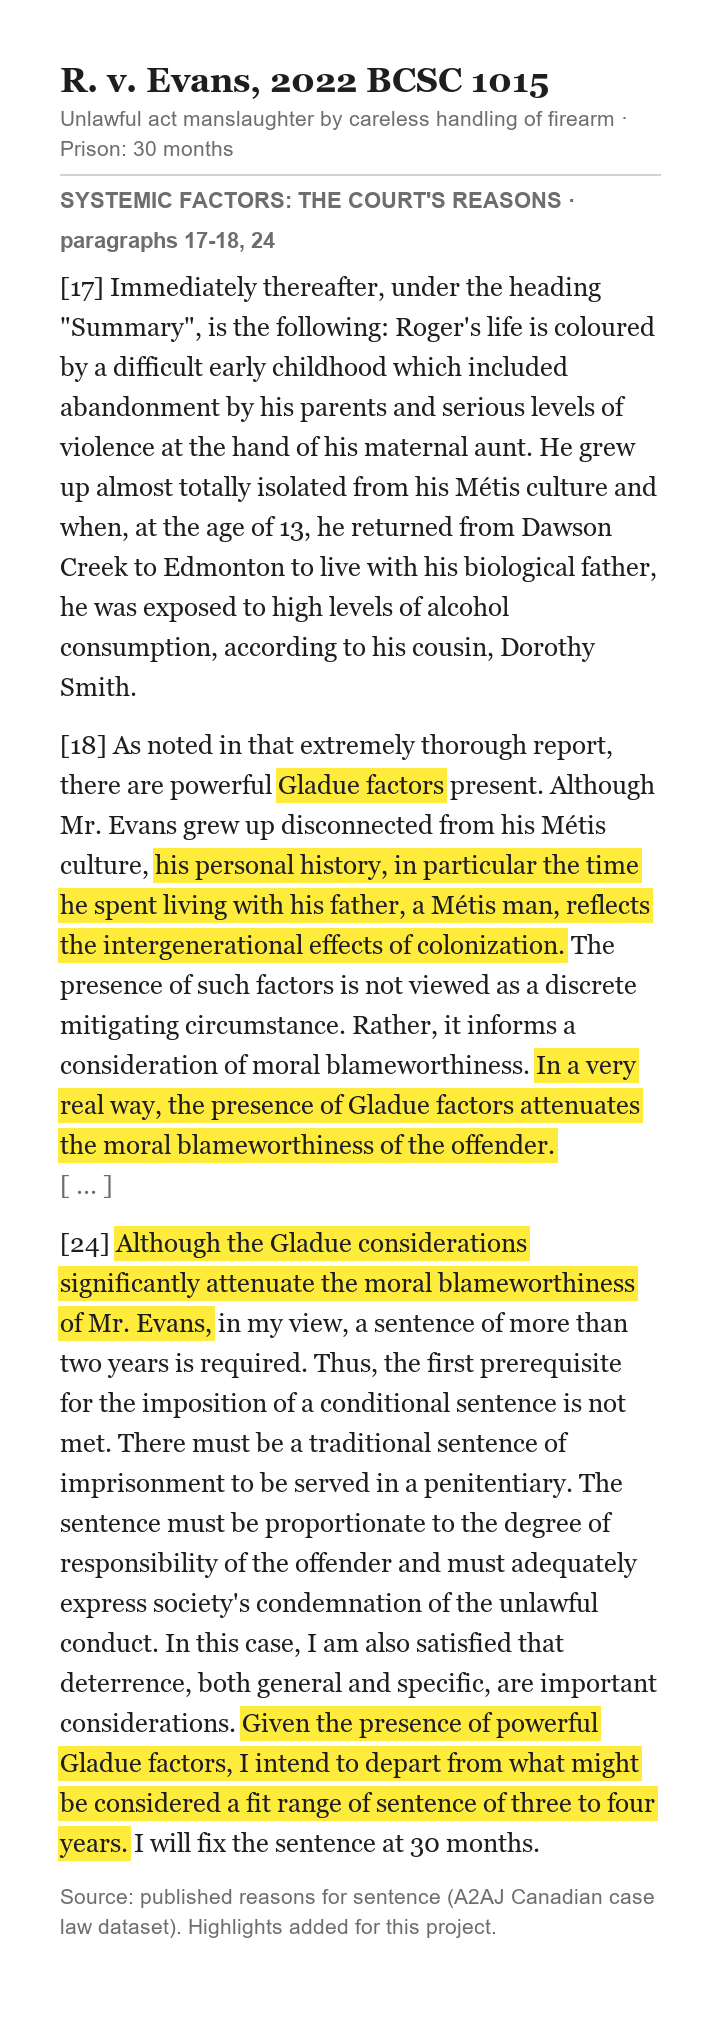 R. v. Evans, 2022 BCSC 1015
Unlawful act manslaughter by careless handling of firearm ·
Prison: 30 months
SYSTEMIC FACTORS: THE COURT'S REASONS ·
paragraphs 17-18, 24
[17] Immediately thereafter, under the heading
"Summary", is the following: Roger's life is coloured
by a difficult early childhood which included
abandonment by his parents and serious levels of
violence at the hand of his maternal aunt. He grew
up almost totally isolated from his Métis culture and
when, at the age of 13, he returned from Dawson
Creek to Edmonton to live with his biological father,
he was exposed to high levels of alcohol
consumption, according to his cousin, Dorothy
Smith.
[18] As noted in that extremely thorough report,
there are powerful Gladue factors present. Although
Mr. Evans grew up disconnected from his Métis
culture, his personal history, in particular the time
he spent living with his father, a Métis man, reflects
the intergenerational effects of colonization. The
presence of such factors is not viewed as a discrete
mitigating circumstance. Rather, it informs a
consideration of moral blameworthiness. In a very
real way, the presence of Gladue factors attenuates
the moral blameworthiness of the offender.
[ ... ]
[24] Although the Gladue considerations
significantly attenuate the moral blameworthiness
of Mr. Evans, in my view, a sentence of more than
two years is required. Thus, the first prerequisite
for the imposition of a conditional sentence is not
met. There must be a traditional sentence of
imprisonment to be served in a penitentiary. The
sentence must be proportionate to the degree of
responsibility of the offender and must adequately
express society's condemnation of the unlawful
conduct. In this case, I am also satisfied that
deterrence, both general and specific, are important
considerations. Given the presence of powerful
Gladue factors, I intend to depart from what might
be considered a fit range of sentence of three to four
years. I will fix the sentence at 30 months.
Source: published reasons for sentence (A2AJ Canadian case
law dataset). Highlights added for this project.